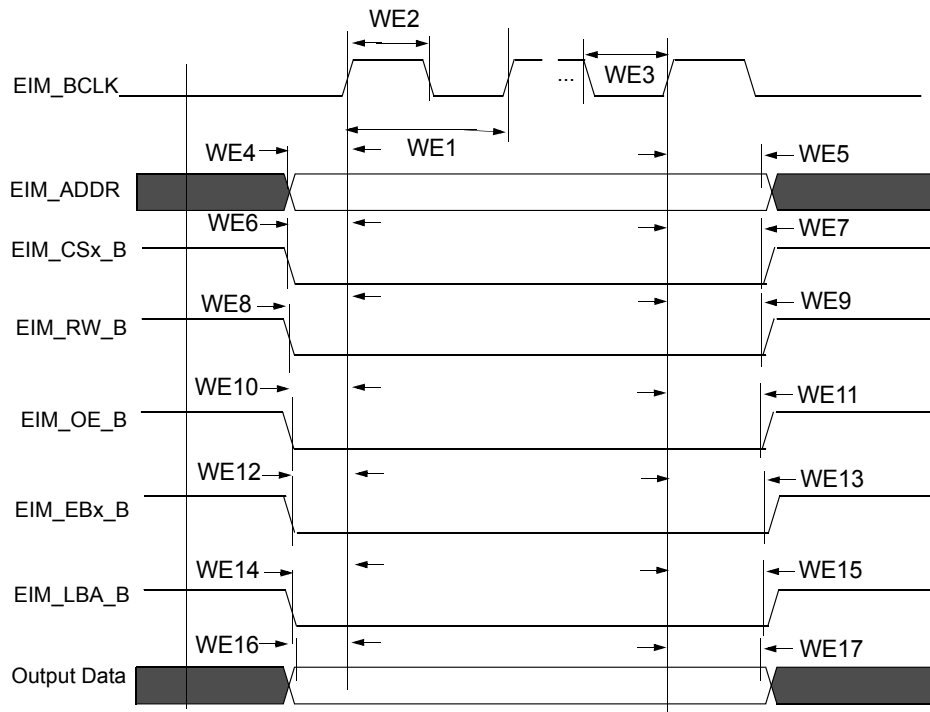 WE2
EIM_BCLK
...
WE3
WE1
WE4
WE5
EIM_ADDR
WE6
WE7
EIM_CSx_B
WE8
WE9
EIM_RW_B
WE10
WE11
EIM_OE_B
WE12
WE13
EIM_EBx_B
WE14
WE15
EIM_LBA_B
WE16
WE17
Output Data